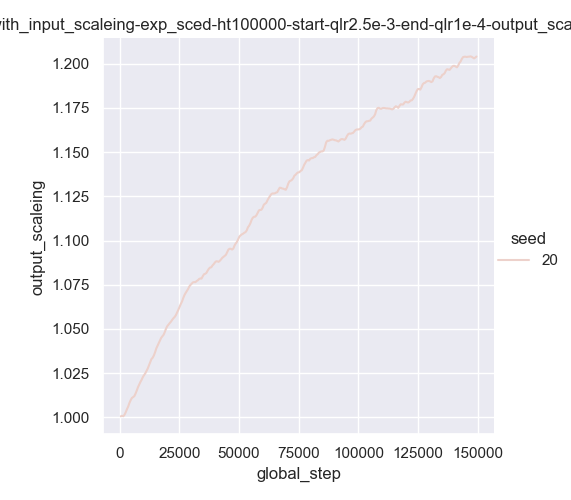 with_input_scaleing-exp_sced-ht100000-start-qlr2.5e-3-end-qlr1e-4-output_sca
1.200
1.175
1.150
1.125
1.100
1.075
1.050
1.025
1.000
output_scaleing
0 25000 50000 75000 100000 125000 150000
global_step
seed
20